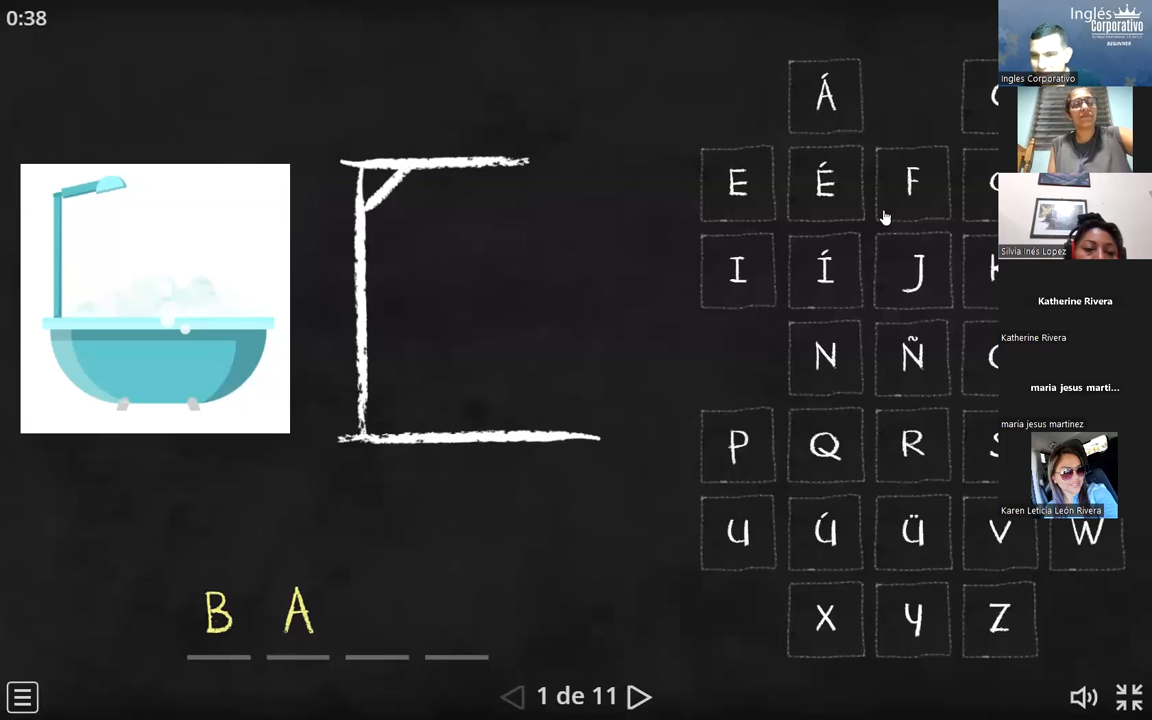 0:38
Inglés
Corporativo
BEGINNER
Ingles Corporativo
Á
E É F
I Í J
N Ñ
P Q R
U Ú Ü V W
X Y Z
Silvia Inés Lopez
Katherine Rivera
Katherine Rivera
maria jesus marti...
maria jesus martinez
Karen Leticia León Rivera
B A
1 de 11